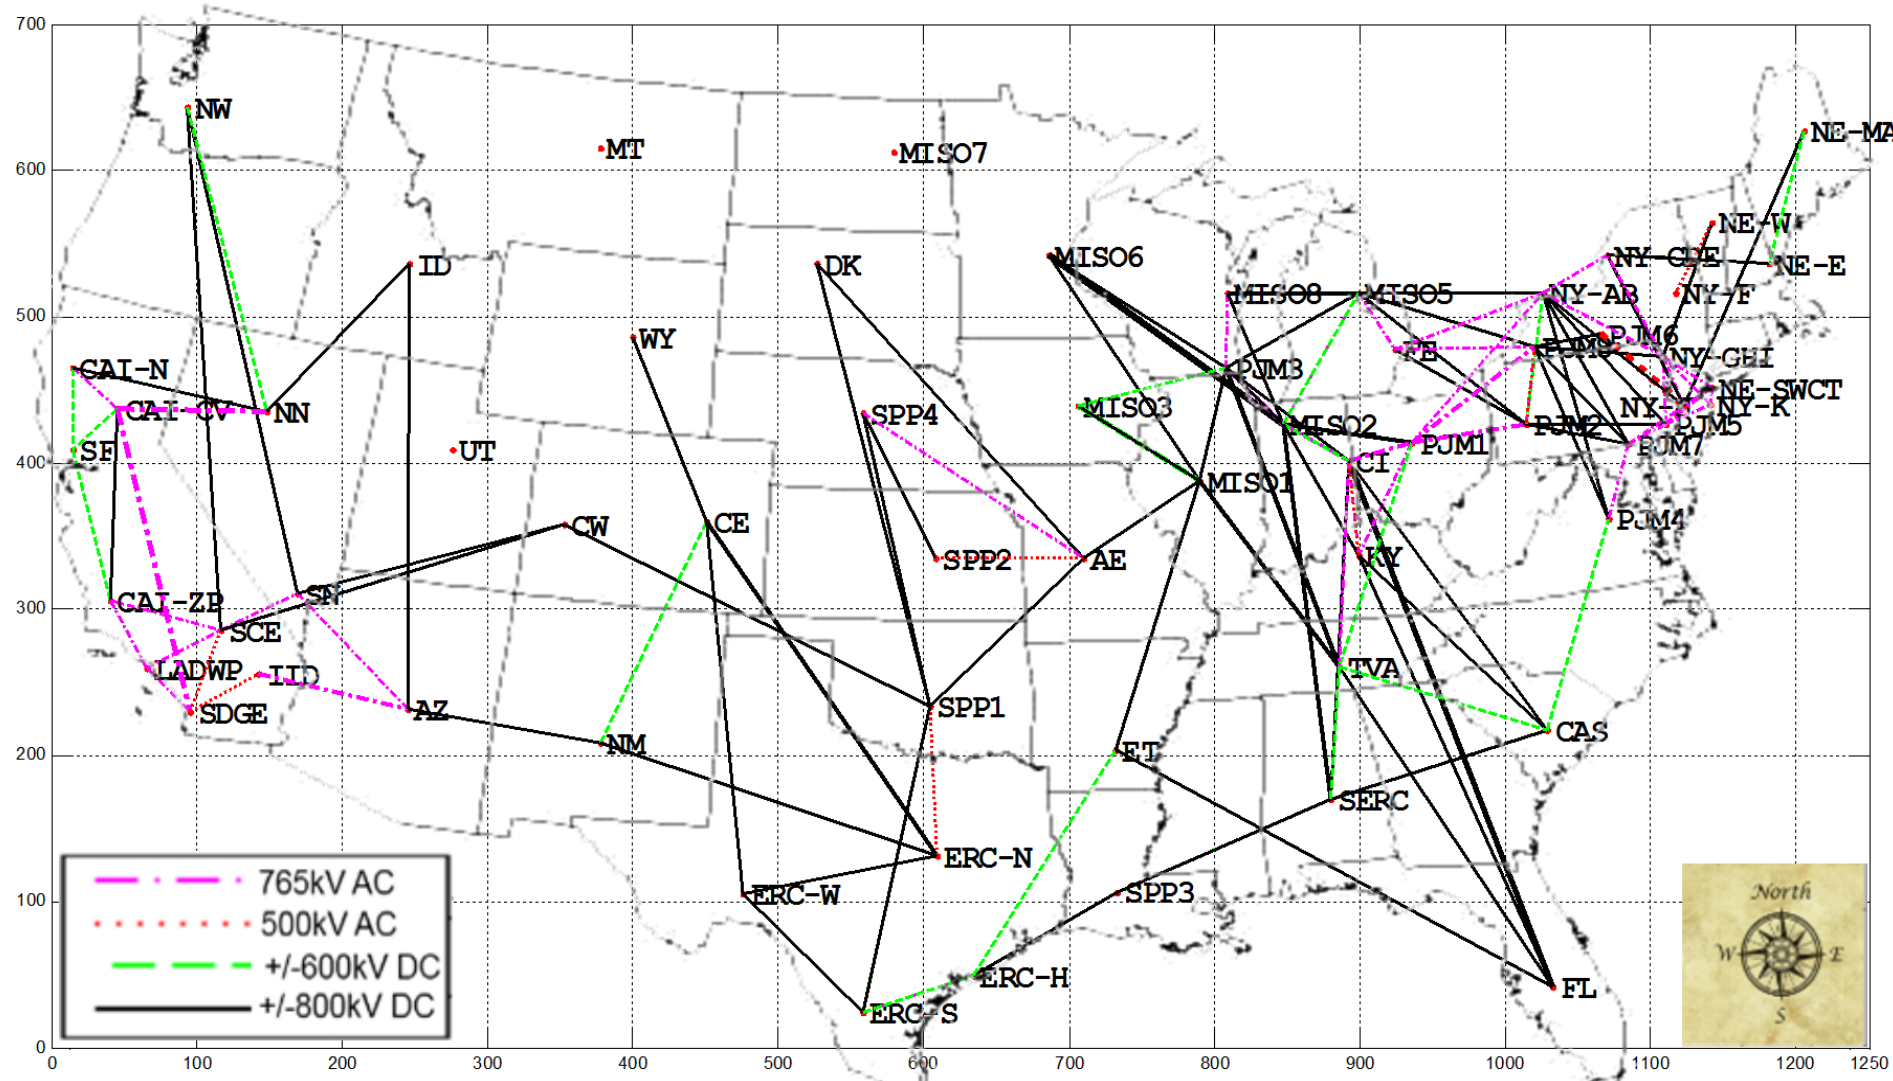 700
NW
NE-MA
MT
MISO7
600
NE-W
ID
DK
MISO6
NY-CDE
NE-E
MISO8
MISO5
NY-AB
NY-F
500
WY
PJM6
CAI-N
PJM3
FE
PJM8
NY-GHI
NE-SWCT
CAI-CV
NN
SPP4
MISO3
MISO2
PJM2
NY-K
PJM5
SF
UT
PJM1
PJM7
400
CI
MISO1
CW
CE
PJM4
SPP2
AE
KY
300
CAI-ZP
SN
SCE
LADWP
IID
TVA
SDGE
AZ
SPP1
NM
ET
CAS
200
SERC
ERC-N
ERC-W
SPP3
100
ERC-H
ERC-S
FL
0
765kV AC
500kV AC
+/-600kV DC
+/-800kV DC
North
W
E
S
0 100 200 300 400 500 600 700 800 900 1000 1100 1200 1250